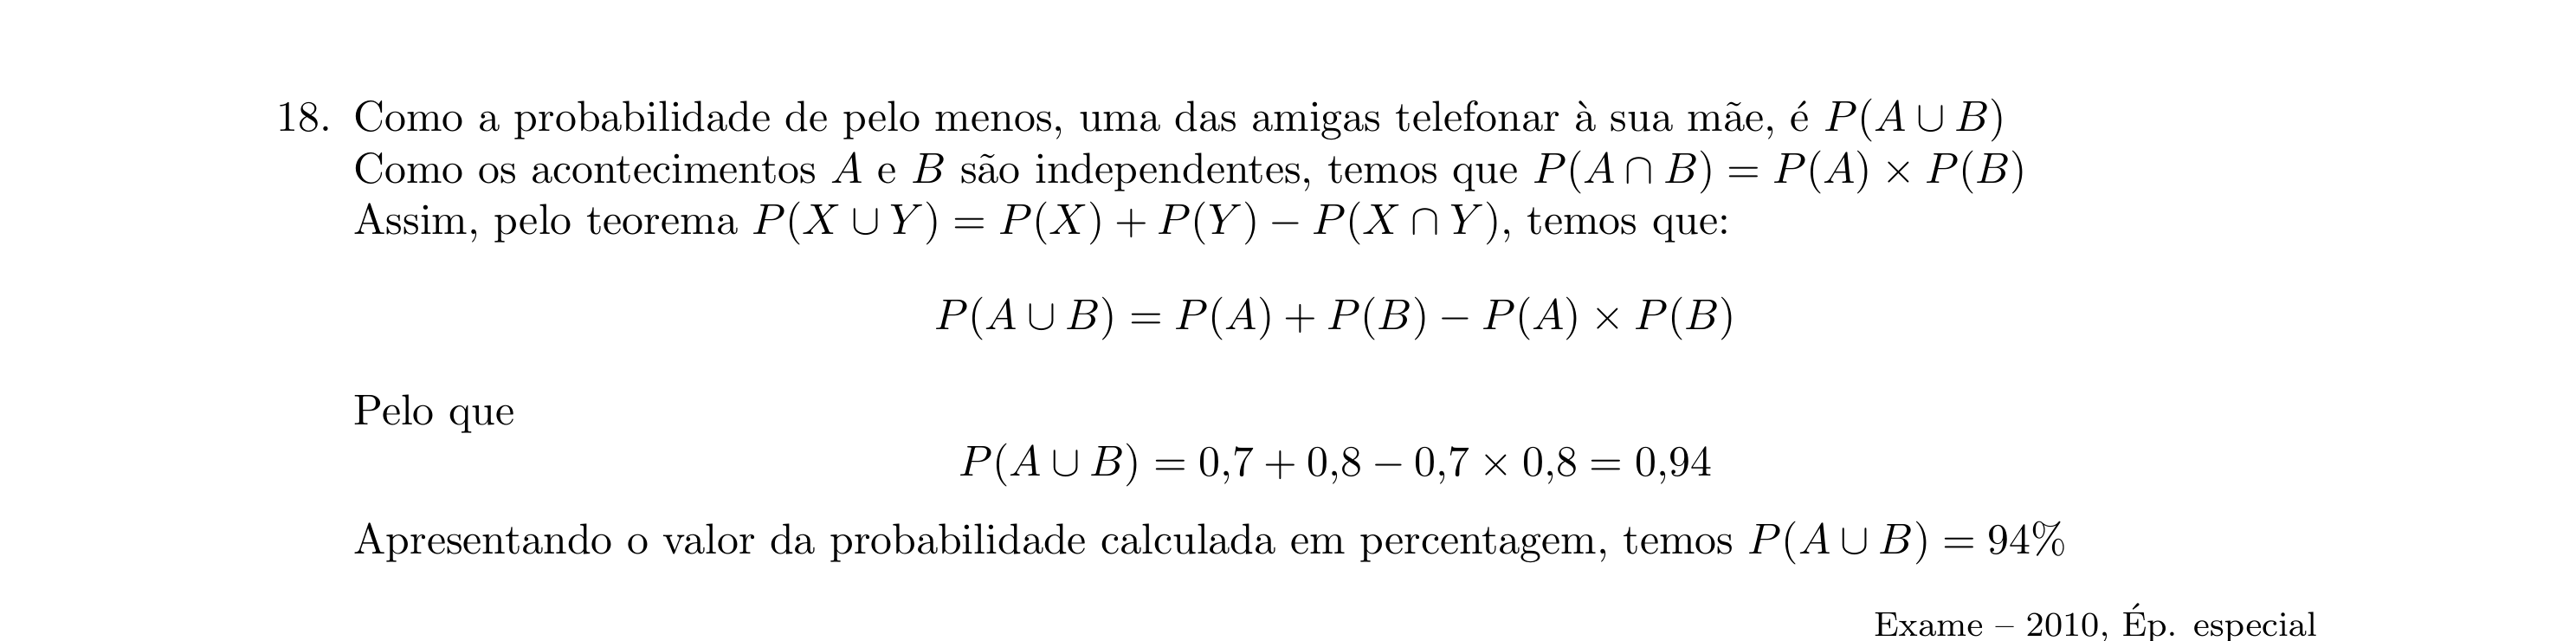 18. Como a probabilidade de pelo menos, uma das amigas telefonar à sua mãe, é P(A ∪ B)
Como os acontecimentos A e B são independentes, temos que P(A ∩ B) = P(A) × P(B)
Assim, pelo teorema P(X ∪ Y) = P(X) + P(Y) − P(X ∩ Y), temos que:
P(A ∪ B) = P(A) + P(B) − P(A) × P(B)
Pelo que
P(A ∪ B) = 0,7 + 0,8 − 0,7 × 0,8 = 0,94
Apresentando o valor da probabilidade calculada em percentagem, temos P(A ∪ B) = 94%
Exame – 2010, Ép. especial